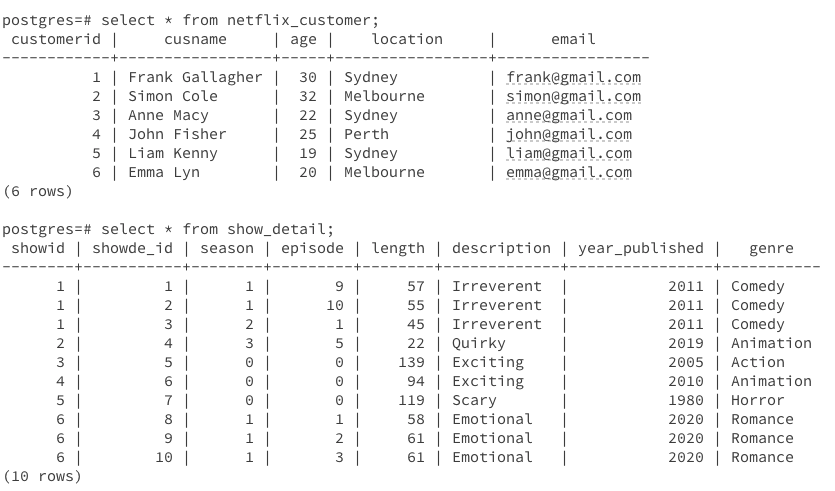 postgres=# select * from netflix_customer;
 customerid |     cusname     | age |    location     |      email
------------+-----------------+-----+-----------------+-----------------
          1 | Frank Gallagher |  30 | Sydney          | frank@gmail.com
          2 | Simon Cole      |  32 | Melbourne       | simon@gmail.com
          3 | Anne Macy       |  22 | Sydney          | anne@gmail.com
          4 | John Fisher     |  25 | Perth           | john@gmail.com
          5 | Liam Kenny      |  19 | Sydney          | liam@gmail.com
          6 | Emma Lyn        |  20 | Melbourne       | emma@gmail.com
(6 rows)
postgres=# select * from show_detail;
 showid | showde_id | season | episode | length | description | year_published |   genre
--------+-----------+--------+---------+--------+-------------+----------------+-----------
      1 |         1 |      1 |       9 |     57 | Irreverent  |           2011 | Comedy
      1 |         2 |      1 |      10 |     55 | Irreverent  |           2011 | Comedy
      1 |         3 |      2 |       1 |     45 | Irreverent  |           2011 | Comedy
      2 |         4 |      3 |       5 |     22 | Quirky      |           2019 | Animation
      3 |         5 |      0 |       0 |    139 | Exciting    |           2005 | Action
      4 |         6 |      0 |       0 |     94 | Exciting    |           2010 | Animation
      5 |         7 |      0 |       0 |    119 | Scary       |           1980 | Horror
      6 |         8 |      1 |       1 |     58 | Emotional   |           2020 | Romance
      6 |         9 |      1 |       2 |     61 | Emotional   |           2020 | Romance
      6 |        10 |      1 |       3 |     61 | Emotional   |           2020 | Romance
(10 rows)